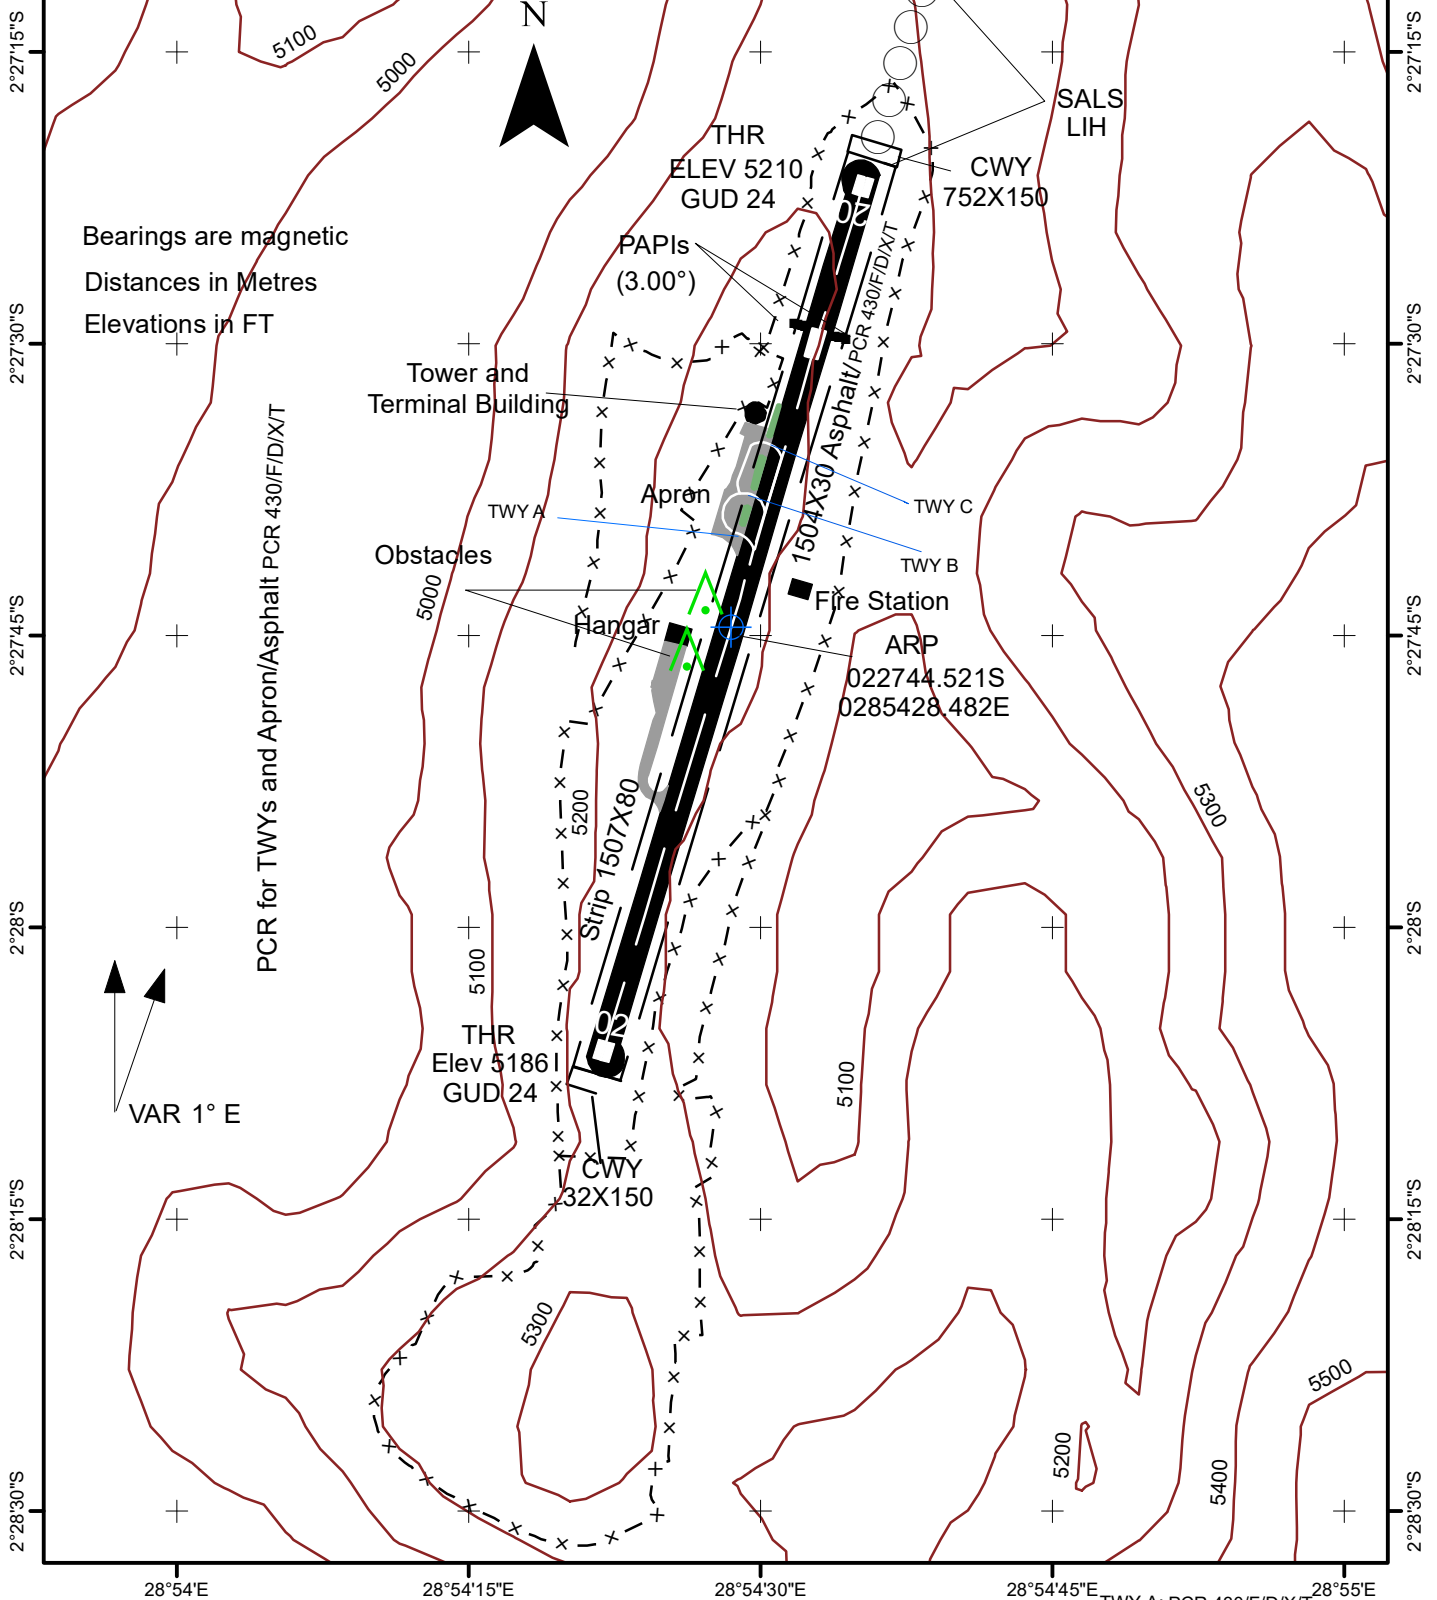 N
5100
5000
2°27'15"S
2°27'15"S
SALS
LIH
THR
ELEV 5210
GUD 24
CWY
752X150
20
Bearings are magnetic
Distances in Metres
Elevations in FT
PAPIs
(3.00°)
2°27'30"S
2°27'30"S
Tower and
Terminal Building
1504X30 Asphalt/PCR 430/F/D/X/T
PCR for TWYs and Apron/Asphalt PCR 430/F/D/X/T
Apron
TWY A
TWY C
TWY B
Obstacles
5000
Fire Station
Hangar
2°27'45"S
2°27'45"S
ARP
022744.521S
0285428.482E
5200
Strip 1507X80
5300
2°28'S
2°28'S
5100
02
THR
Elev 5186
GUD 24
5100
VAR 1° E
CWY
32X150
2°28'15"S
2°28'15"S
5300
5500
5200
5400
2°28'30"S
2°28'30"S
28°54'E
28°54'15"E
28°54'30"E
28°54'45"E
28°55'E